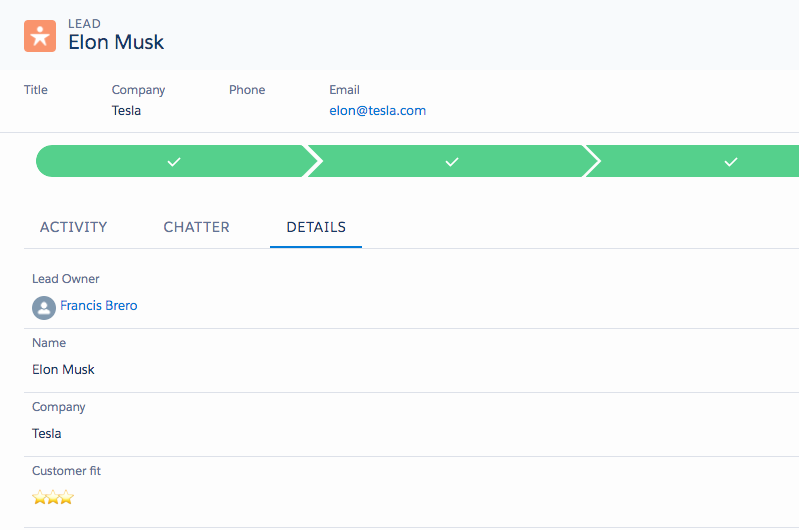 LEAD
Elon Musk
Title Company Phone Email
Tesla elon@tesla.com
ACTIVITY CHATTER DETAILS
Lead Owner
Francis Brero
Name
Elon Musk
Company
Tesla
Customer fit